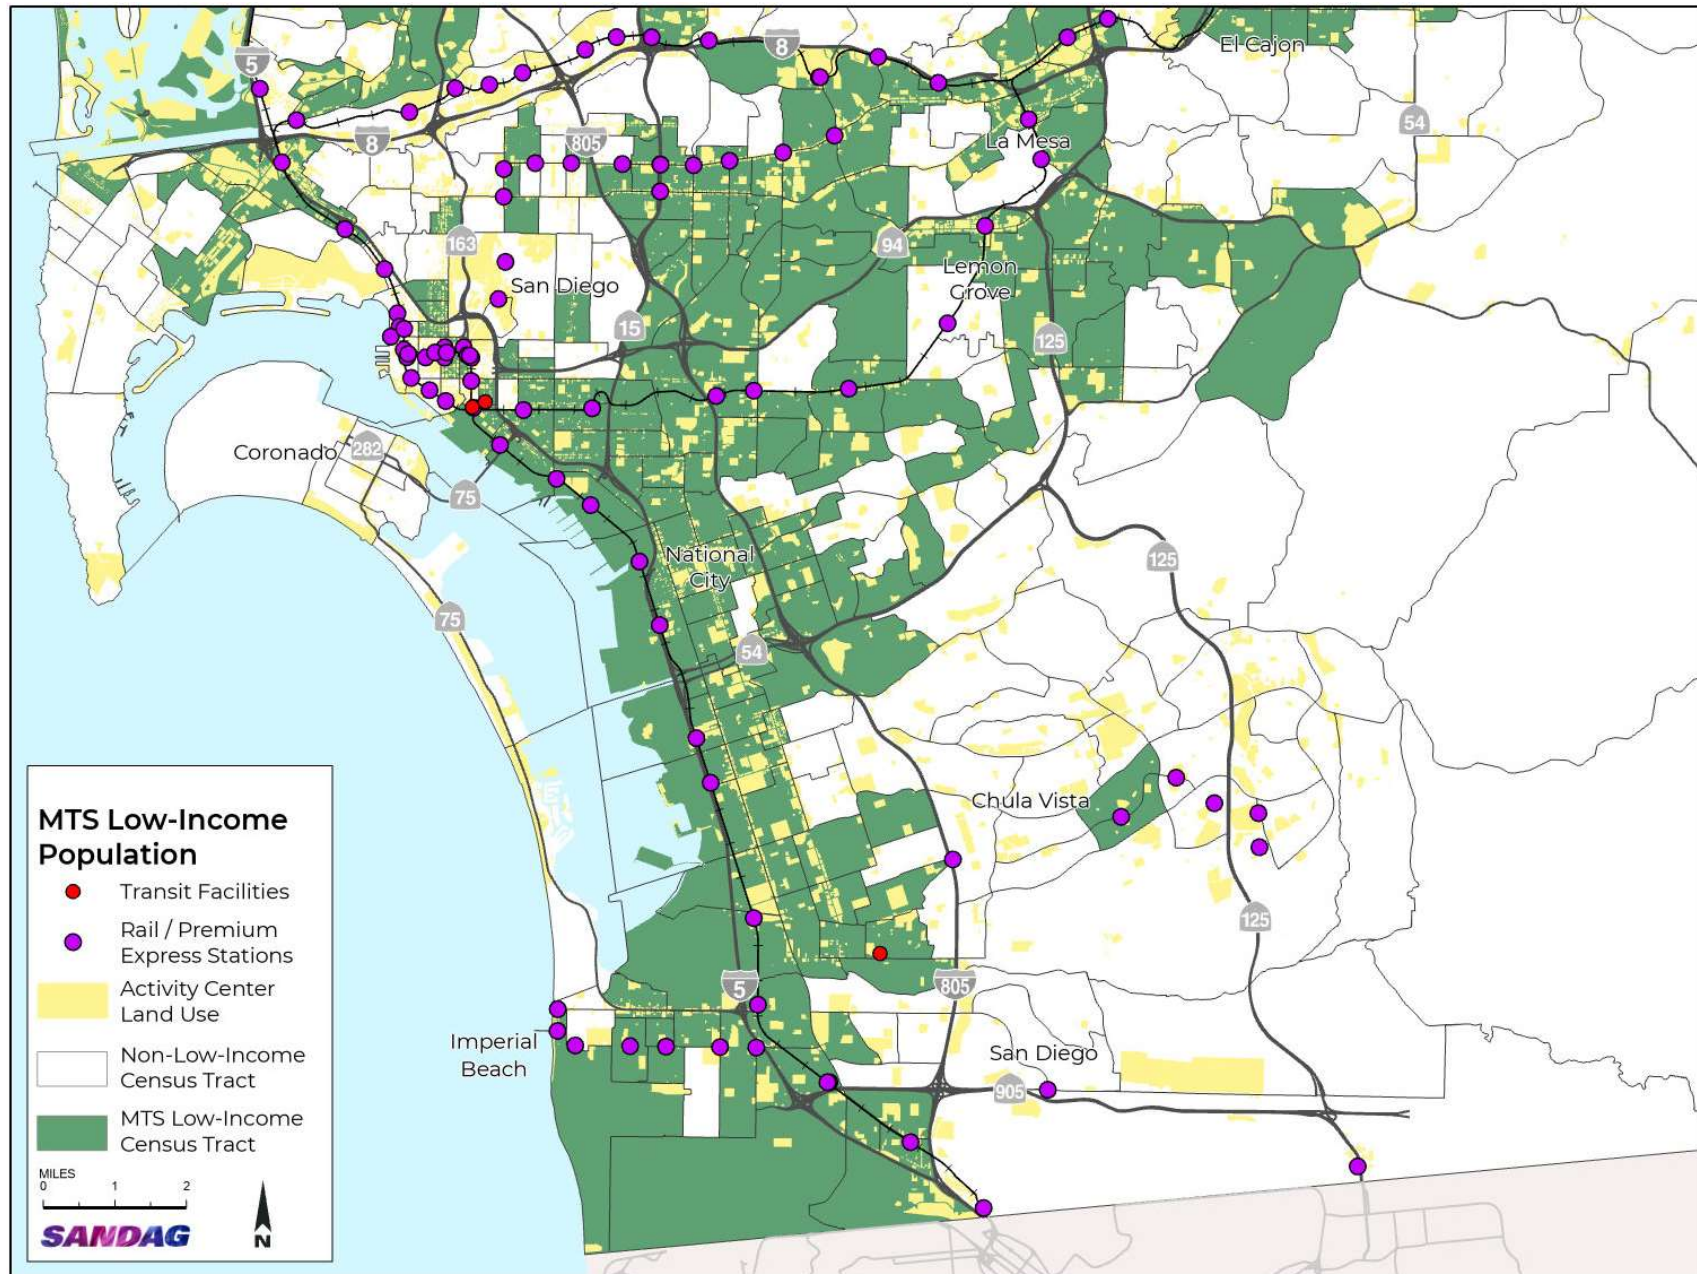 5
8
El Cajon
8
805
54
La Mesa
163
94
San Diego
Lemon
Grove
15
125
Coronado
282
75
National
City
125
75
54
Chula Vista
125
5
805
Imperial
Beach
San Diego
905
MTS Low-Income
Population
Transit Facilities
Rail / Premium
Express Stations
Activity Center
Land Use
Non-Low-Income
Census Tract
MTS Low-Income
Census Tract
MILES
0 1 2
SANDAG
N